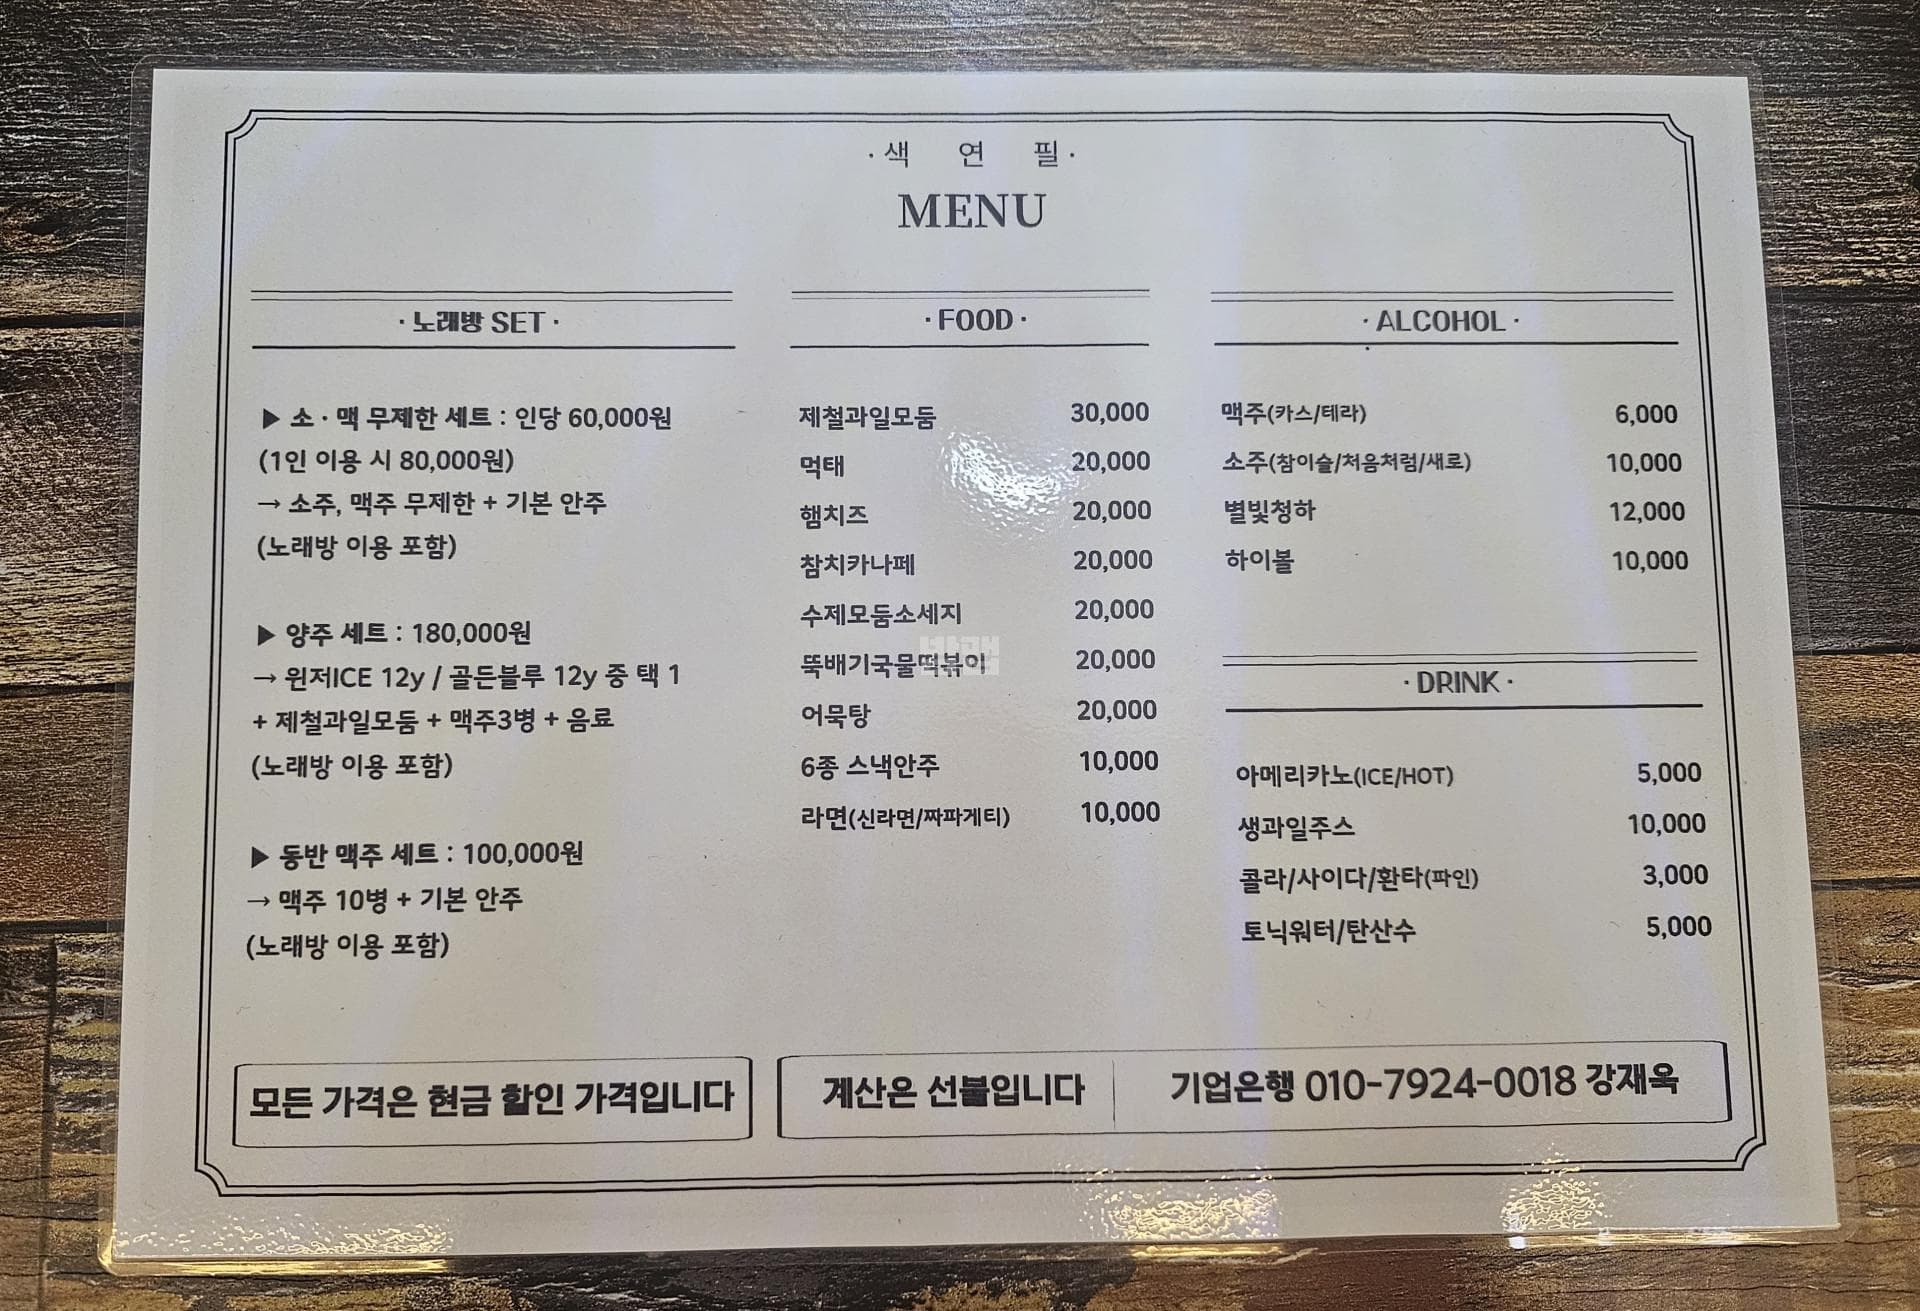 · 색 연 필 ·
MENU
· 노래방 SET ·
▶ 소 · 맥 무제한 세트 : 인당 60,000원
(1인 이용 시 80,000원)
→ 소주, 맥주 무제한 + 기본 안주
(노래방 이용 포함)
▶ 양주 세트 : 180,000원
→ 윈저ICE 12y / 골든블루 12y 중 택 1
+ 제철과일모둠 + 맥주3병 + 음료
(노래방 이용 포함)
▶ 동반 맥주 세트 : 100,000원
→ 맥주 10병 + 기본 안주
(노래방 이용 포함)
· FOOD ·
제철과일모둠 30,000
먹태 20,000
햄치즈 20,000
참치카나페 20,000
수제모둠소세지 20,000
뚝배기국물떡볶이 20,000
어묵탕 20,000
6종 스낵안주 10,000
라면(신라면/짜파게티) 10,000
· ALCOHOL ·
맥주(카스/테라) 6,000
소주(참이슬/처음처럼/새로) 10,000
별빛청하 12,000
하이볼 10,000
· DRINK ·
아메리카노(ICE/HOT) 5,000
생과일주스 10,000
콜라/사이다/환타(파인) 3,000
토닉워터/탄산수 5,000
모든 가격은 현금 할인 가격입니다
계산은 선불입니다
기업은행 010-7924-0018 강재욱